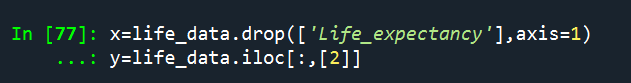 In [77]: x=life_data.drop(['Life_expectancy'],axis=1)
...: y=life_data.iloc[:,[2]]